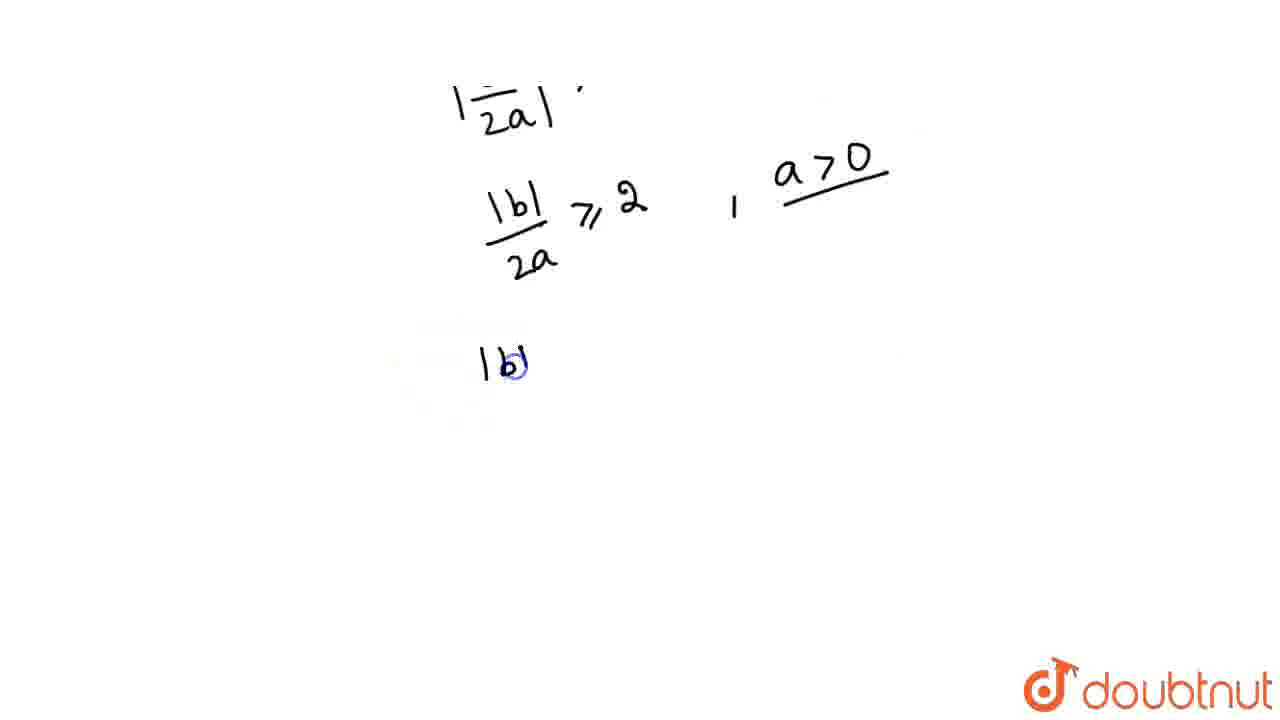 |—/2a|
|b|/2a ≥ 2 , a > 0
|b|
doubtnut